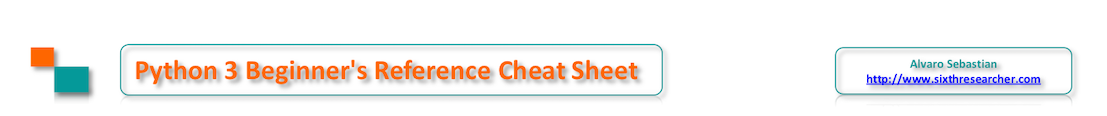 Python 3 Beginner's Reference Cheat Sheet
Alvaro Sebastian
http://www.sixthresearcher.com